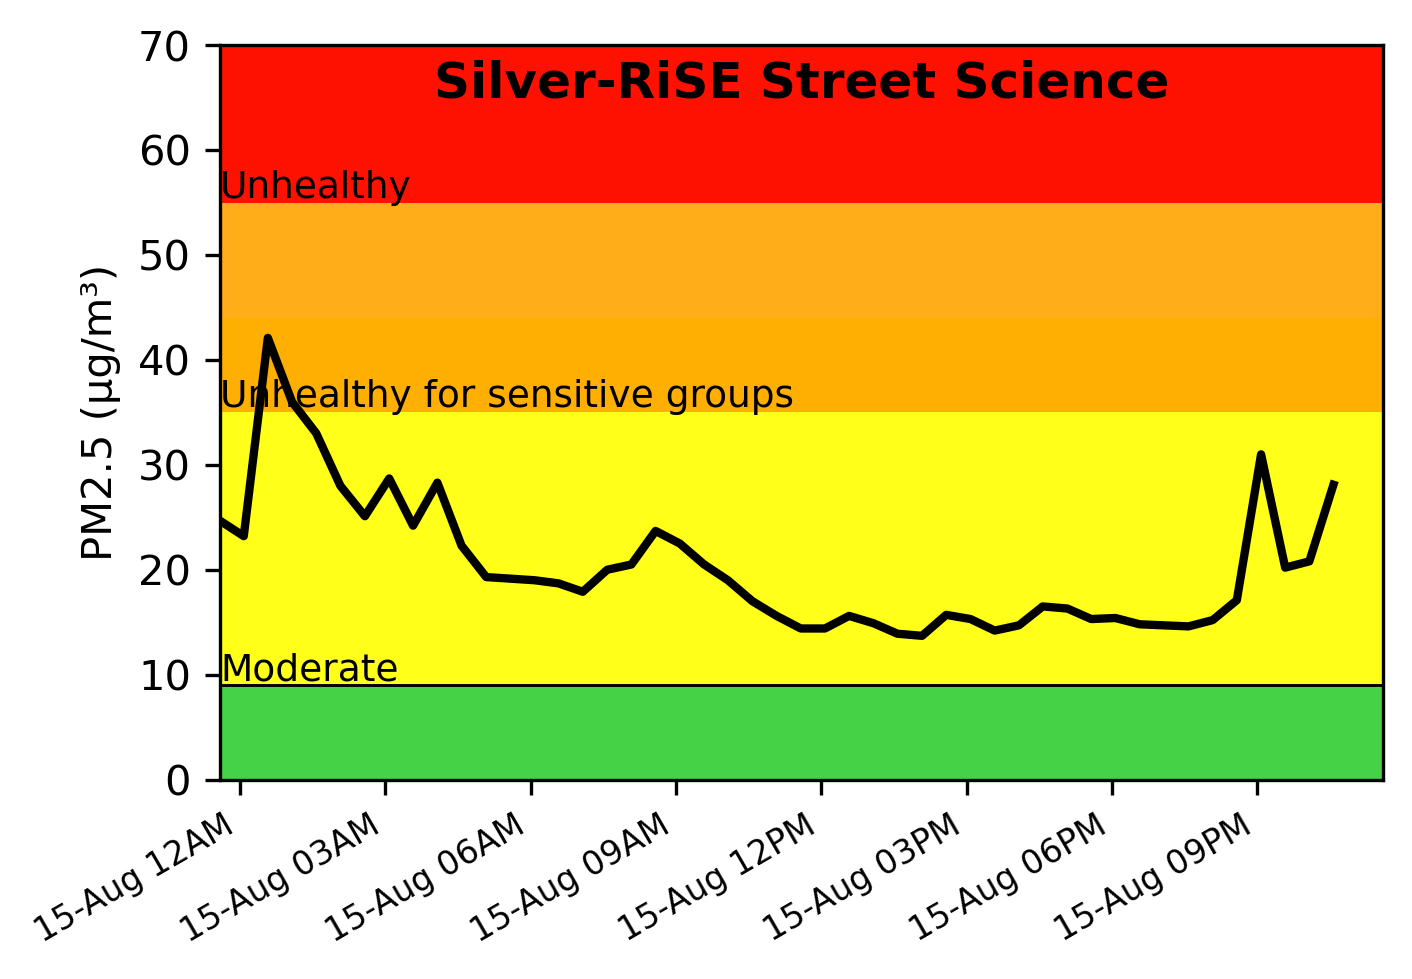 Silver-RiSE Street Science
PM2.5 (µg/m³)
70
60
50
40
30
20
10
0
Unhealthy
Unhealthy for sensitive groups
Moderate
15-Aug 12AM
15-Aug 03AM
15-Aug 06AM
15-Aug 09AM
15-Aug 12PM
15-Aug 03PM
15-Aug 06PM
15-Aug 09PM